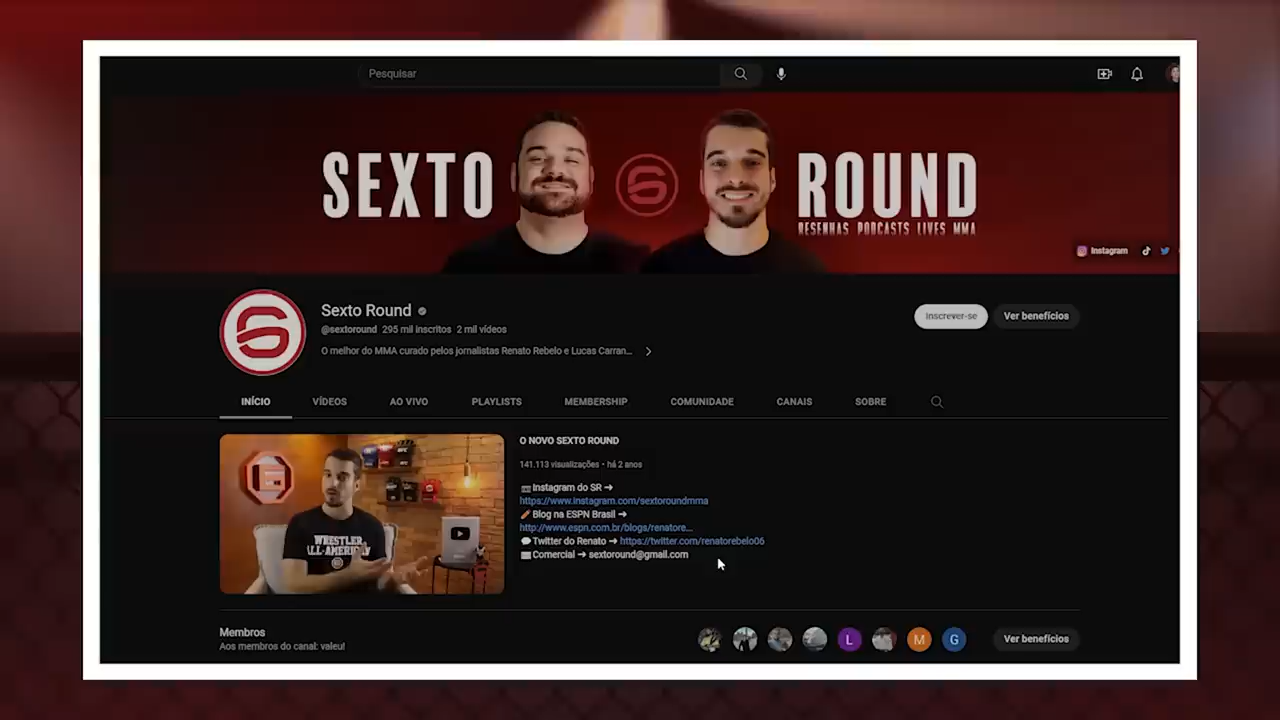 Pesquisar
SEXTO ROUND
RESENHAS PODCASTS LIVES MMA
Instagram
Sexto Round
@sextoround 295 mil inscritos 2 mil vídeos
O melhor do MMA curado pelos jornalistas Renato Rebelo e Lucas Carran...
Inscrever-se
Ver benefícios
INÍCIO VÍDEOS AO VIVO PLAYLISTS MEMBERSHIP COMUNIDADE CANAIS SOBRE
WRESTLER
ALL-AMERICAN
O NOVO SEXTO ROUND
141.113 visualizações • há 2 anos
Instagram do SR ➔
https://www.instagram.com/sextoroundmma
Blog na ESPN Brasil ➔
http://www.espn.com.br/blogs/renatore...
Twitter do Renato ➔ https://twitter.com/renatorebelo06
Comercial ➔ sextoround@gmail.com
Membros
Aos membros do canal: valeu!
L M G
Ver benefícios